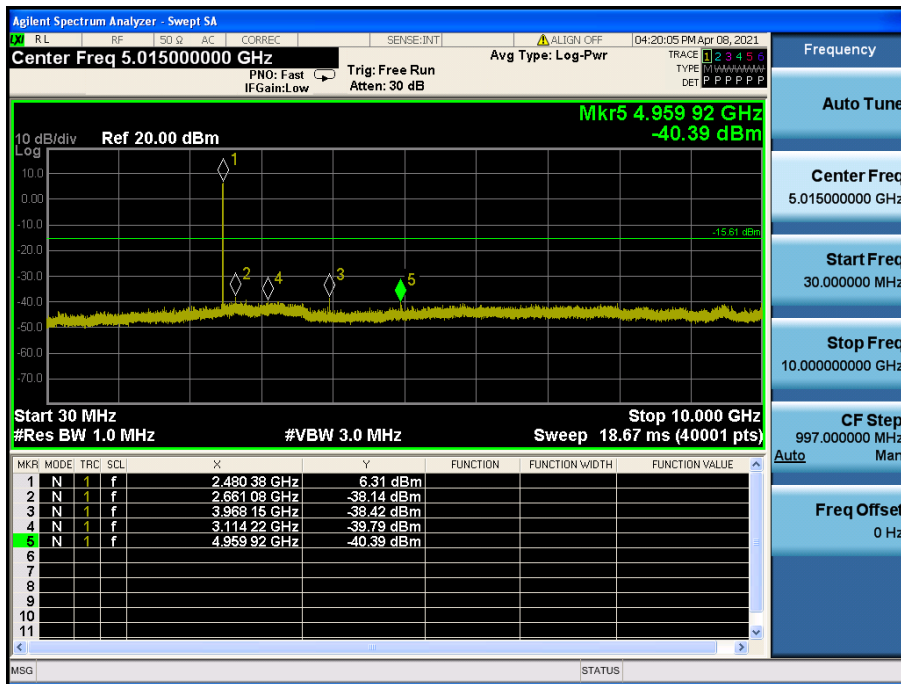 Agilent Spectrum Analyzer - Swept SA
LXI RL RF 50 Ω AC CORREC SENSE:INT ALIGN OFF 04:20:05 PM Apr 08, 2021
Center Freq 5.015000000 GHz
PNO: Fast
IFGain:Low
Trig: Free Run
Atten: 30 dB
Avg Type: Log-Pwr
TRACE 1 2 3 4 5 6
TYPE M WWWWW
DET P P P P P P
Mkr5 4.959 92 GHz
-40.39 dBm
10 dB/div Ref 20.00 dBm
Log
10.0
0.00
-10.0
-20.0
-30.0
-40.0
-50.0
-60.0
-70.0
-15.61 dBm
1
2
4
3
5
Start 30 MHz Stop 10.000 GHz
#Res BW 1.0 MHz #VBW 3.0 MHz Sweep 18.67 ms (40001 pts)
MKR MODE TRC SCL X Y FUNCTION FUNCTION WIDTH FUNCTION VALUE
1 N 1 f 2.480 38 GHz 6.31 dBm
2 N 1 f 2.661 08 GHz -38.14 dBm
3 N 1 f 3.968 15 GHz -38.42 dBm
4 N 1 f 3.114 22 GHz -39.79 dBm
5 N 1 f 4.959 92 GHz -40.39 dBm
6
7
8
9
10
11
MSG STATUS
Frequency
Auto Tune
Center Freq
5.015000000 GHz
Start Freq
30.000000 MHz
Stop Freq
10.000000000 GHz
CF Step
997.000000 MHz
Auto Man
Freq Offset
0 Hz